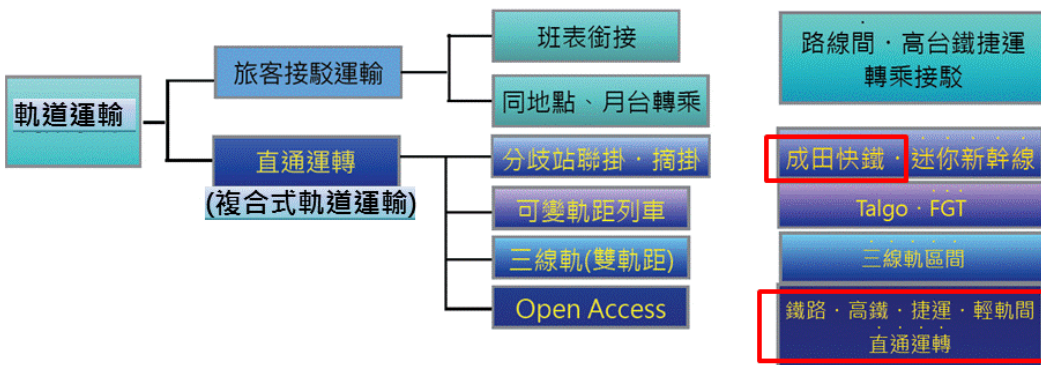 軌道運輸
旅客接駁運輸
直通運轉
(複合式軌道運輸)
班表銜接
同地點、月台轉乘
分歧站聯掛·摘掛
可變軌距列車
三線軌(雙軌距)
Open Access
路線間·高台鐵捷運
轉乘接駁
成田快鐵·迷你新幹線
Talgo·FGT
三線軌區間
鐵路·高鐵·捷運·輕軌間
直通運轉